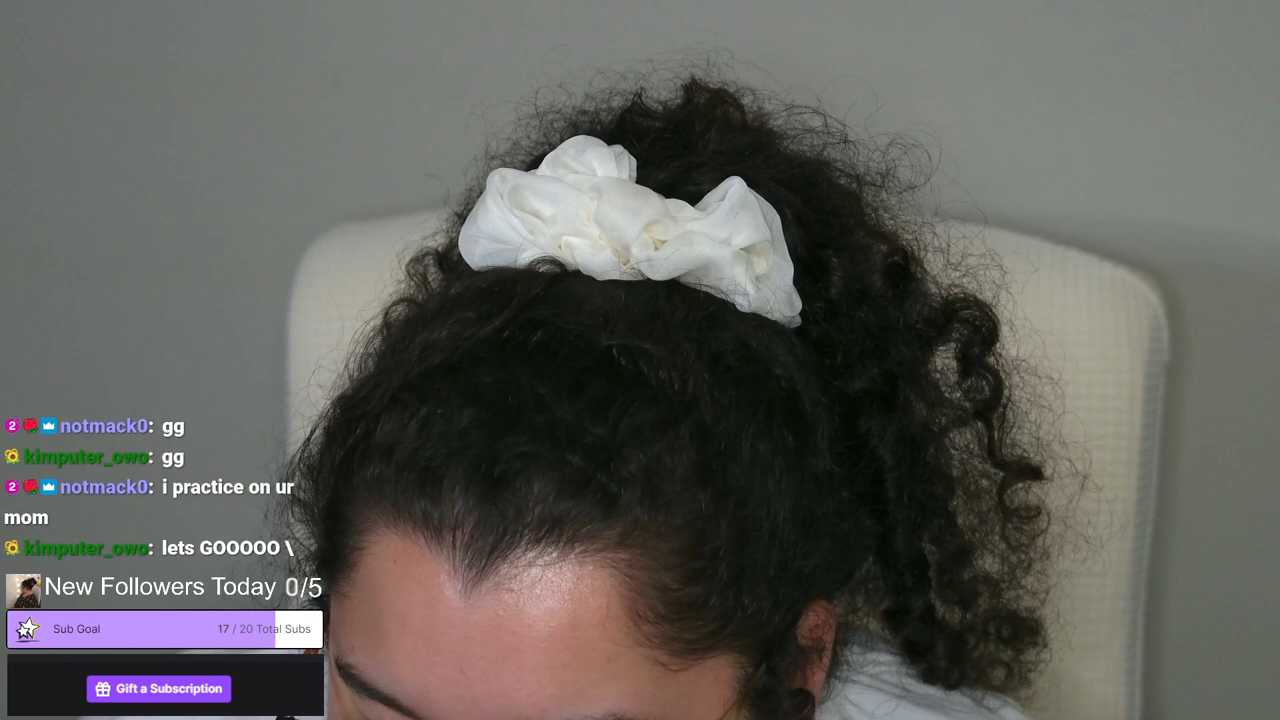 notmack0: gg
kimputer_owo: gg
notmack0: i practice on ur
mom
kimputer_owo: lets GOOOOO \
New Followers Today 0/5
Sub Goal 17 / 20 Total Subs
Gift a Subscription